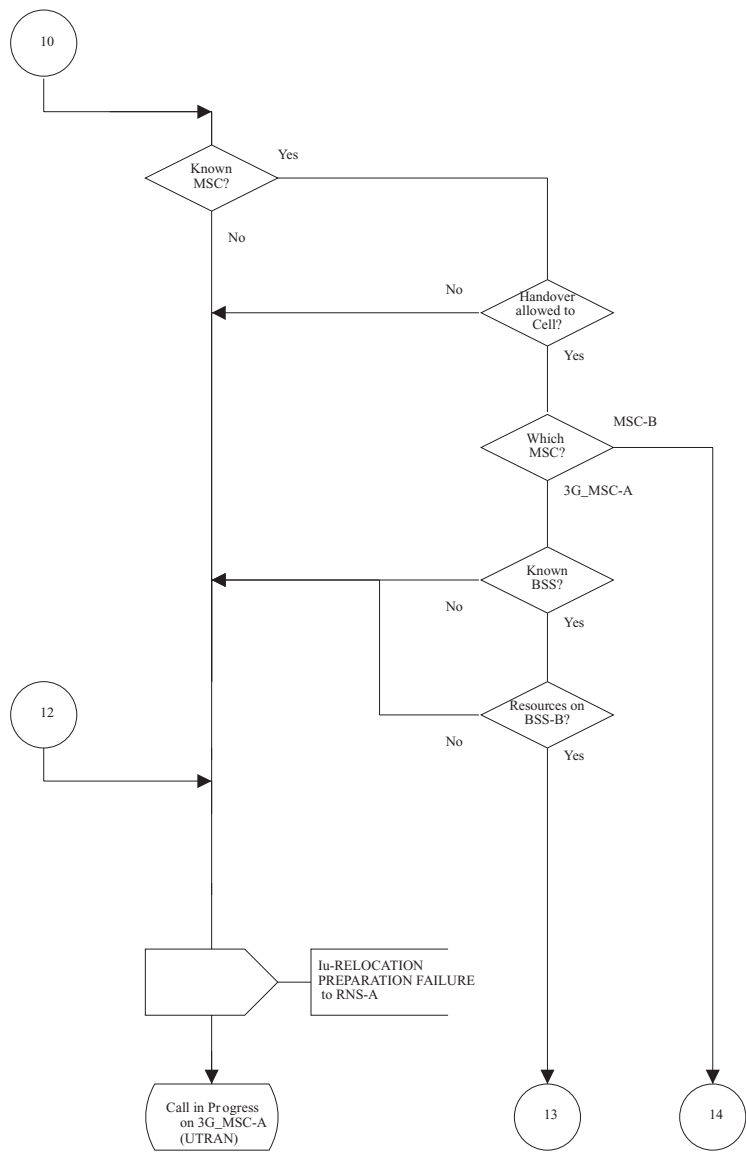 10
Known
MSC?
Yes
No
Handover
allowed to
Cell?
No
Yes
Which
MSC?
MSC-B
3G_MSC-A
Known
BSS?
No
Yes
12
Resources on
BSS-B?
No
Yes
Iu-RELOCATION
PREPARATION FAILURE
to RNS-A
Call in Progress
on 3G_MSC-A
(UTRAN)
13
14